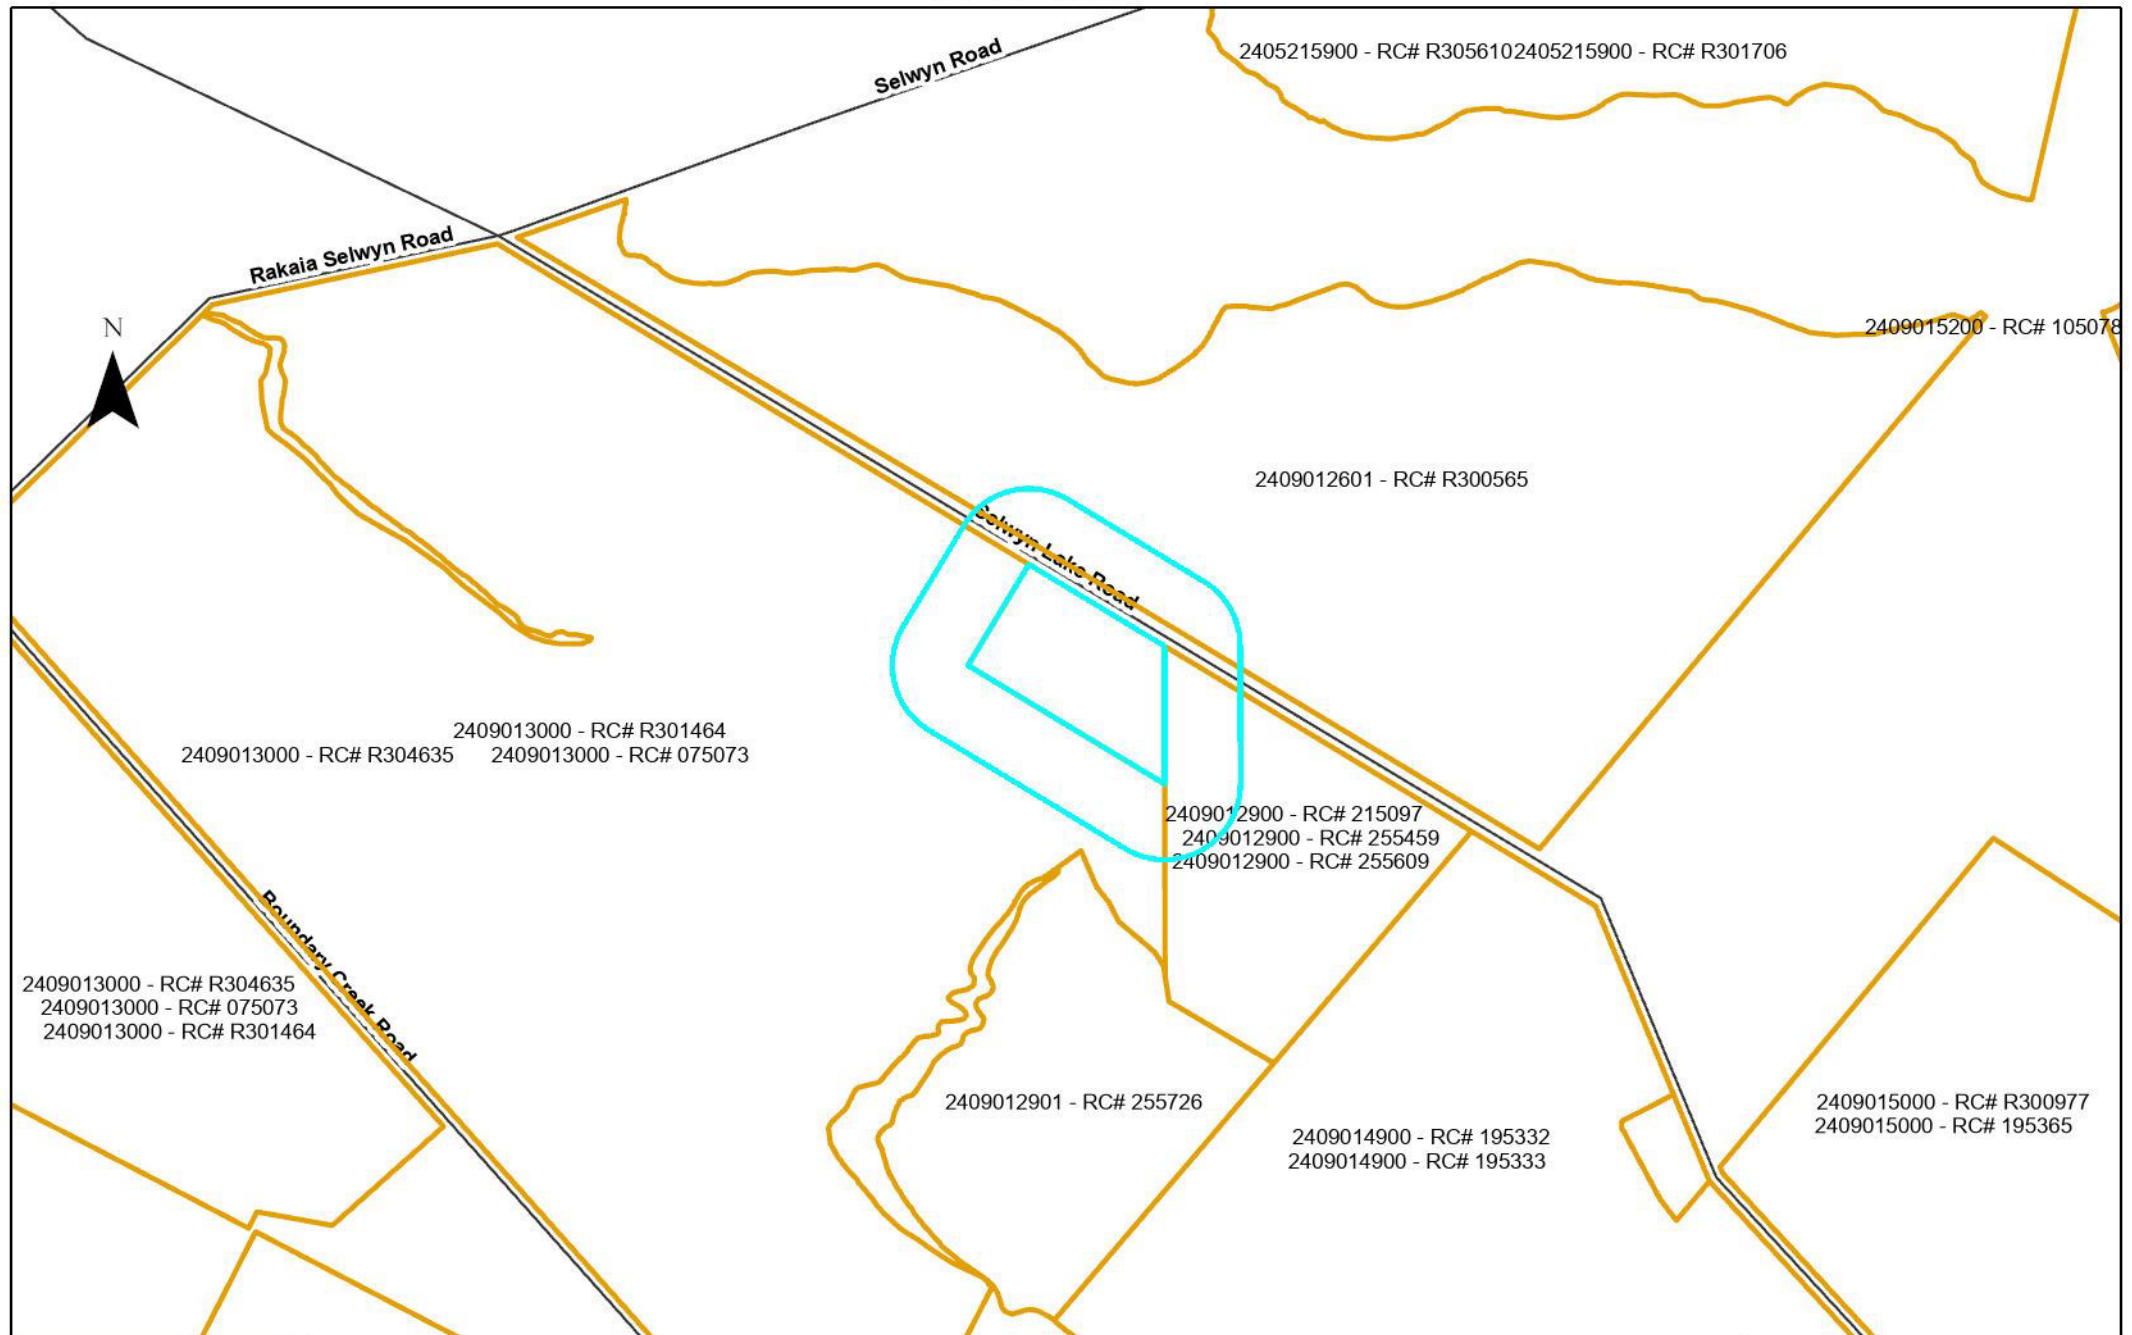 Selwyn Road
2405215900 - RC# R3056102405215900 - RC# R301706
Rakaia Selwyn Road
N
2409015200 - RC# 105078
2409012601 - RC# R300565
Selwyn Lake Road
2409013000 - RC# R301464
2409013000 - RC# R304635
2409013000 - RC# 075073
2409012900 - RC# 215097
2409012900 - RC# 255459
2409012900 - RC# 255609
Boundary Creek Road
2409013000 - RC# R304635
2409013000 - RC# 075073
2409013000 - RC# R301464
2409012901 - RC# 255726
2409014900 - RC# 195332
2409014900 - RC# 195333
2409015000 - RC# R300977
2409015000 - RC# 195365